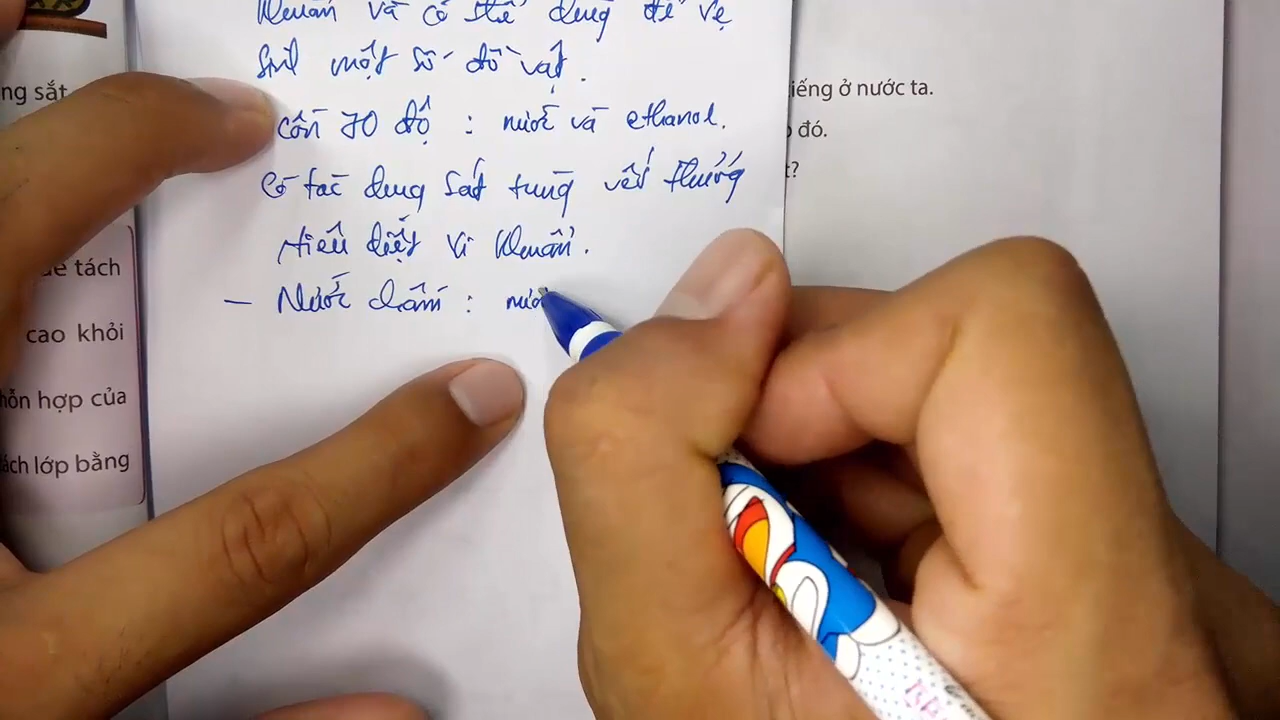 khuẩn và có thể dùng để vệ
sinh một số đồ vật.
Cồn 70 độ : nước và ethanol.
Có tác dụng sát trùng vết thương
tiêu diệt vi khuẩn.
- Nước chấm : nướ
ng sắt
để tách
cao khỏi
hỗn hợp của
ách lớp bằng
iếng ở nước ta.
đó.
t?